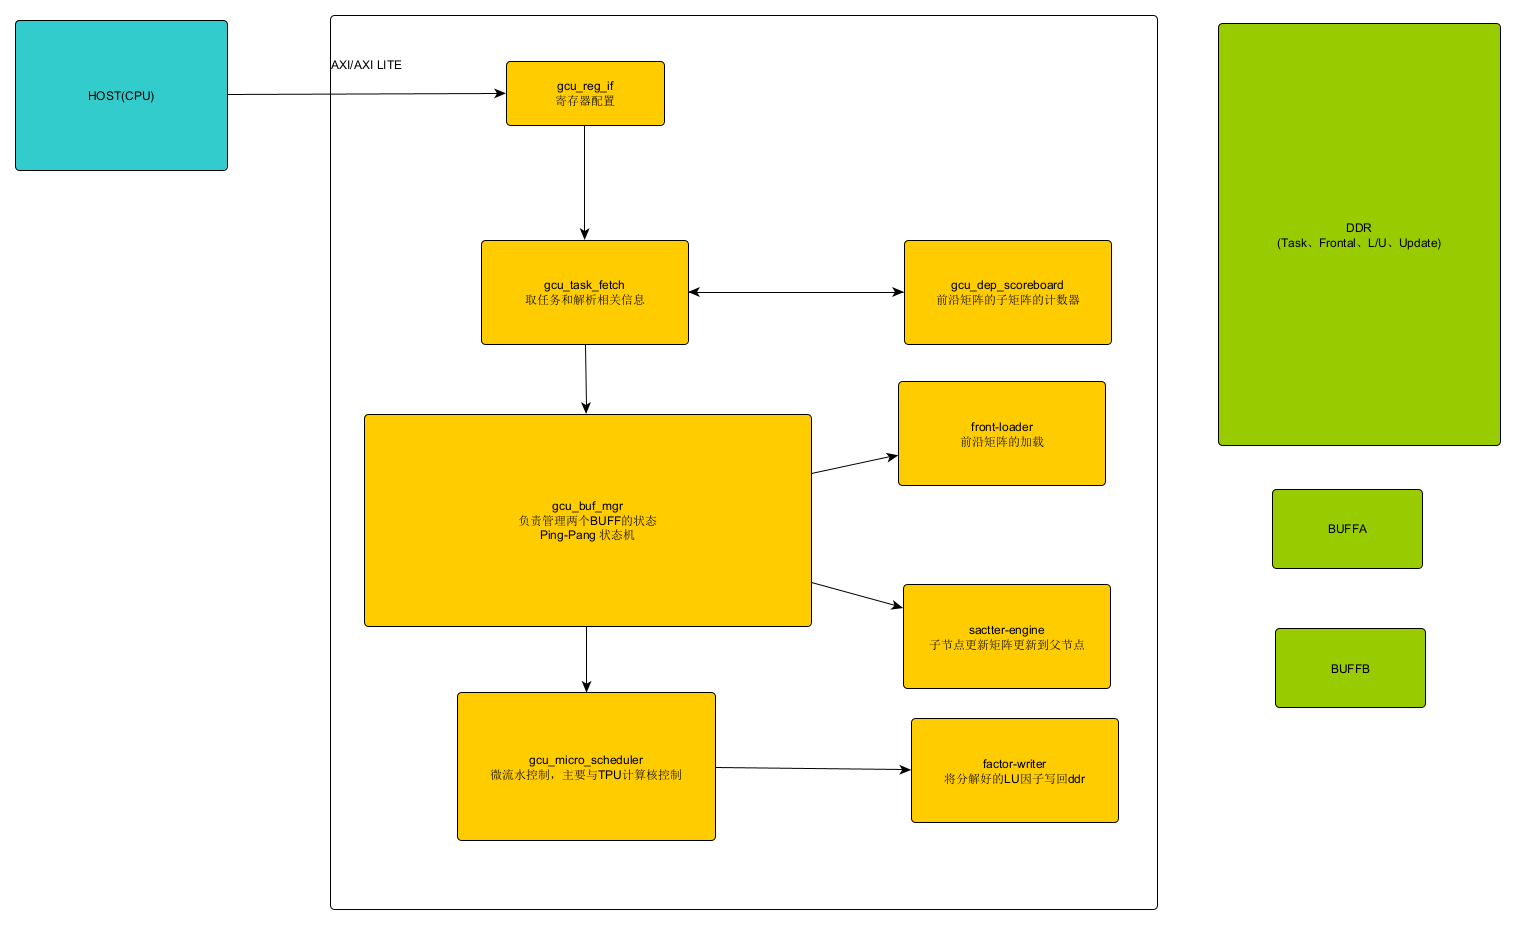 HOST(CPU)
AXI/AXI LITE
gcu_reg_if
寄存器配置
DDR
(Task、Frontal、L/U、Update)
gcu_task_fetch
取任务和解析相关信息
gcu_dep_scoreboard
前沿矩阵的子矩阵的计数器
front-loader
前沿矩阵的加载
gcu_buf_mgr
负责管理两个BUFF的状态
Ping-Pang 状态机
BUFFA
sactter-engine
子节点更新矩阵更新到父节点
BUFFB
gcu_micro_scheduler
微流水控制，主要与TPU计算核控制
factor-writer
将分解好的LU因子写回ddr